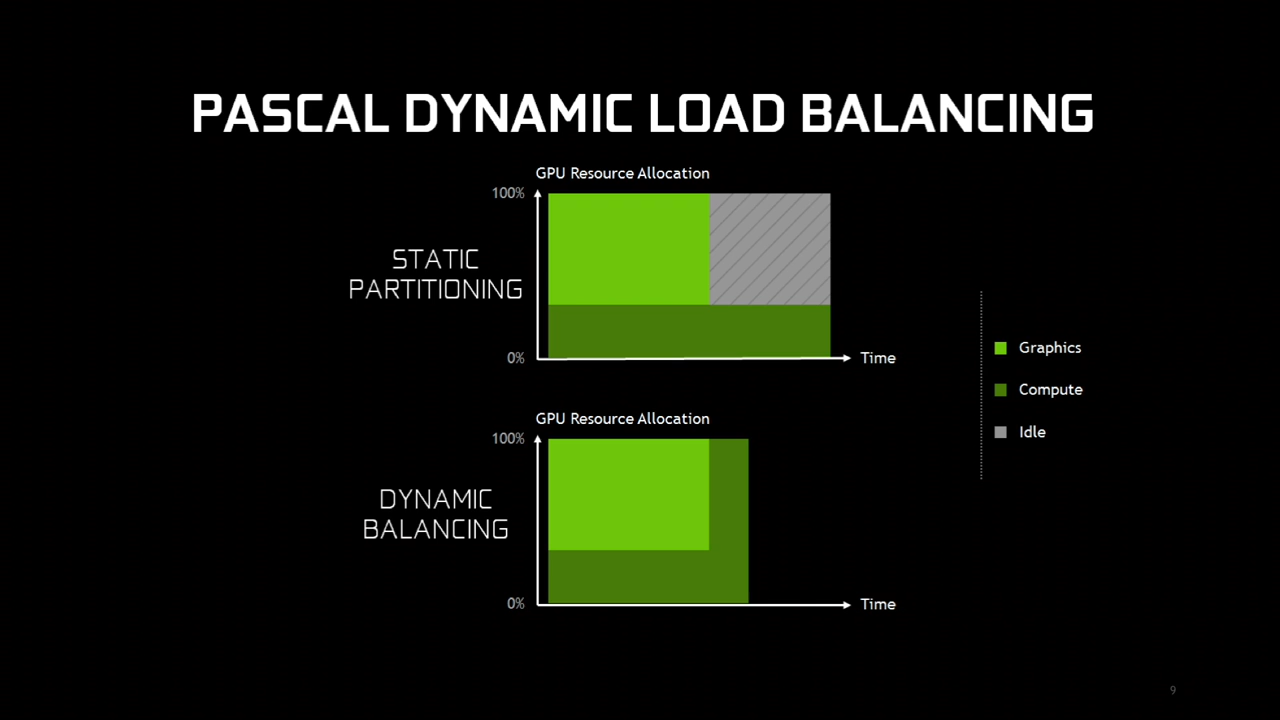 PASCAL DYNAMIC LOAD BALANCING
GPU Resource Allocation
100%
STATIC
PARTITIONING
0%
Time
GPU Resource Allocation
100%
DYNAMIC
BALANCING
0%
Time
Graphics
Compute
Idle
9